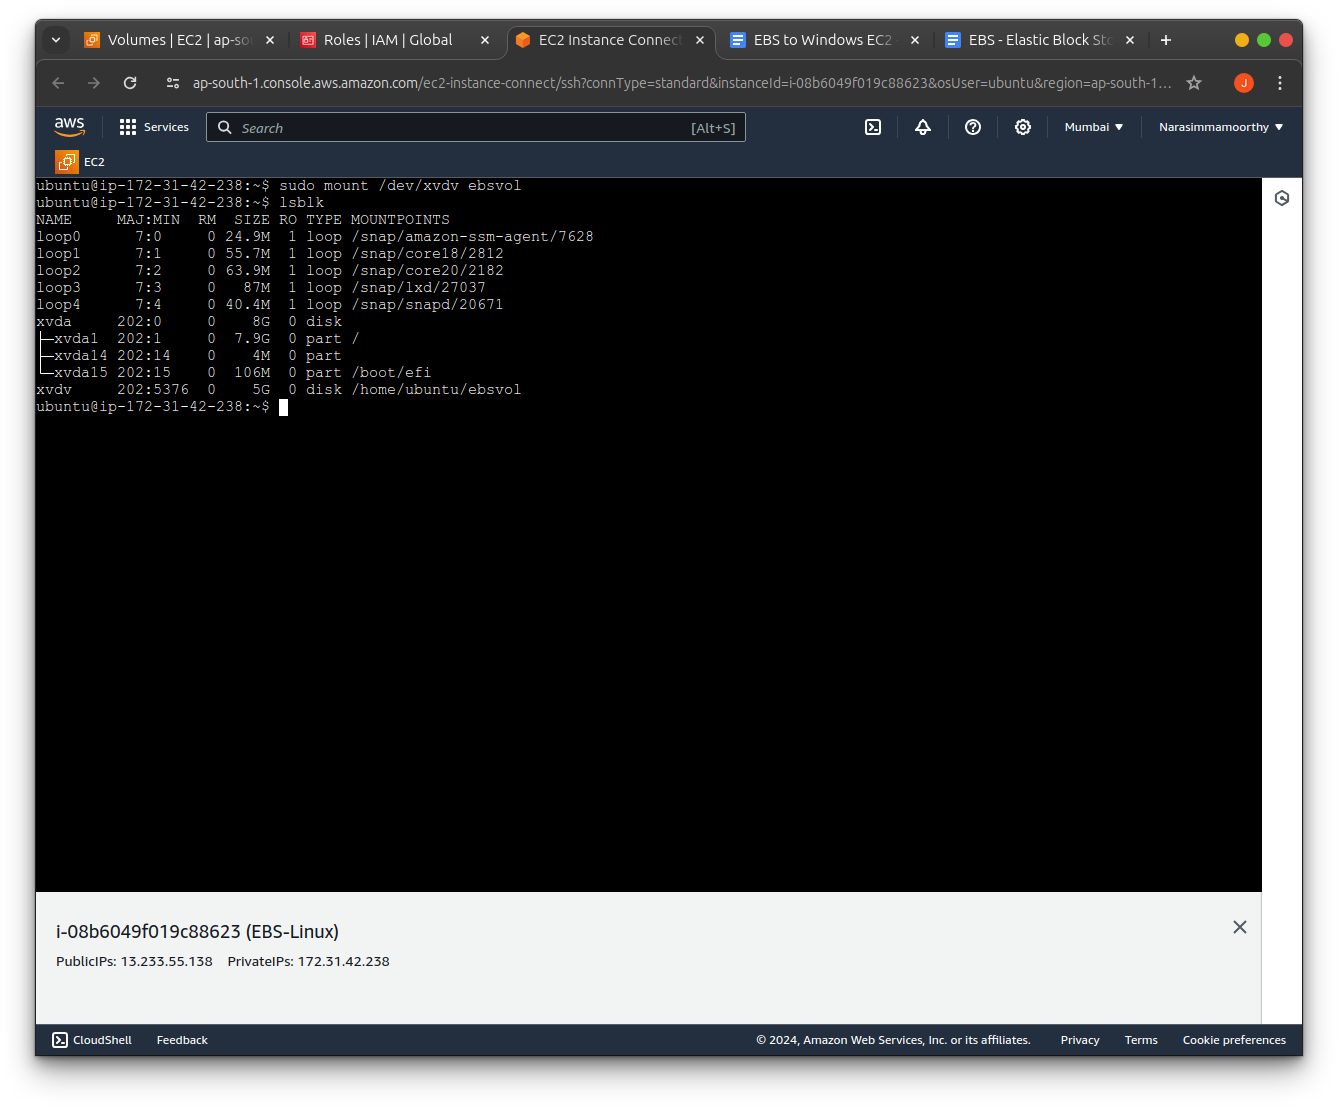 Volumes | EC2 | ap-so
Roles | IAM | Global
EC2 Instance Connect
EBS to Windows EC2
EBS - Elastic Block Sto
ap-south-1.console.aws.amazon.com/ec2-instance-connect/ssh?connType=standard&instanceId=i-08b6049f019c88623&osUser=ubuntu&region=ap-south-1...
J
aws
Services
Search
[Alt+S]
Mumbai
Narasimmamoorthy
EC2
ubuntu@ip-172-31-42-238:~$ sudo mount /dev/xvdv ebsvol
ubuntu@ip-172-31-42-238:~$ lsblk
NAME     MAJ:MIN  RM  SIZE RO TYPE MOUNTPOINTS
loop0      7:0     0 24.9M  1 loop /snap/amazon-ssm-agent/7628
loop1      7:1     0 55.7M  1 loop /snap/core18/2812
loop2      7:2     0 63.9M  1 loop /snap/core20/2182
loop3      7:3     0   87M  1 loop /snap/lxd/27037
loop4      7:4     0 40.4M  1 loop /snap/snapd/20671
xvda     202:0     0    8G  0 disk
├─xvda1  202:1     0  7.9G  0 part /
├─xvda14 202:14    0    4M  0 part
└─xvda15 202:15    0  106M  0 part /boot/efi
xvdv     202:5376  0    5G  0 disk /home/ubuntu/ebsvol
ubuntu@ip-172-31-42-238:~$
i-08b6049f019c88623 (EBS-Linux)
PublicIPs: 13.233.55.138 PrivateIPs: 172.31.42.238
CloudShell
Feedback
© 2024, Amazon Web Services, Inc. or its affiliates.
Privacy
Terms
Cookie preferences